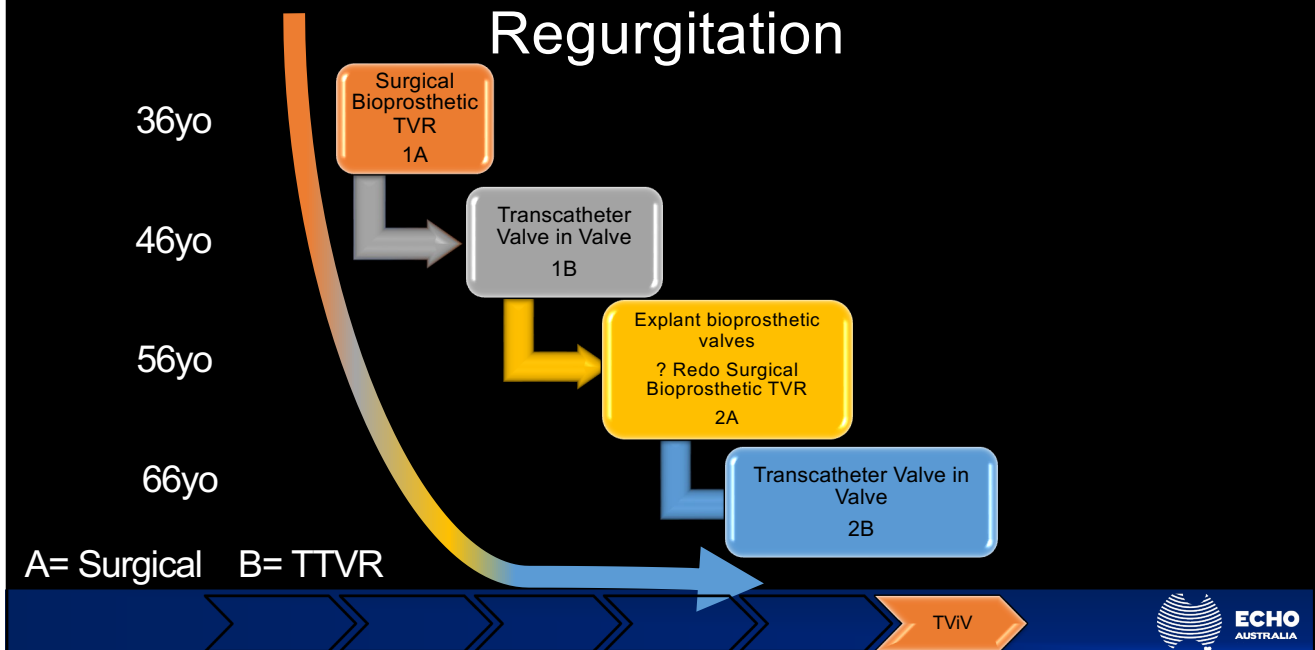 Regurgitation
36yo
Surgical
Bioprosthetic
TVR
1A
46yo
Transcatheter
Valve in Valve
1B
56yo
Explant bioprosthetic
valves
? Redo Surgical
Bioprosthetic TVR
2A
66yo
Transcatheter Valve in
Valve
2B
A= Surgical B= TTVR
TViV
ECHO
AUSTRALIA